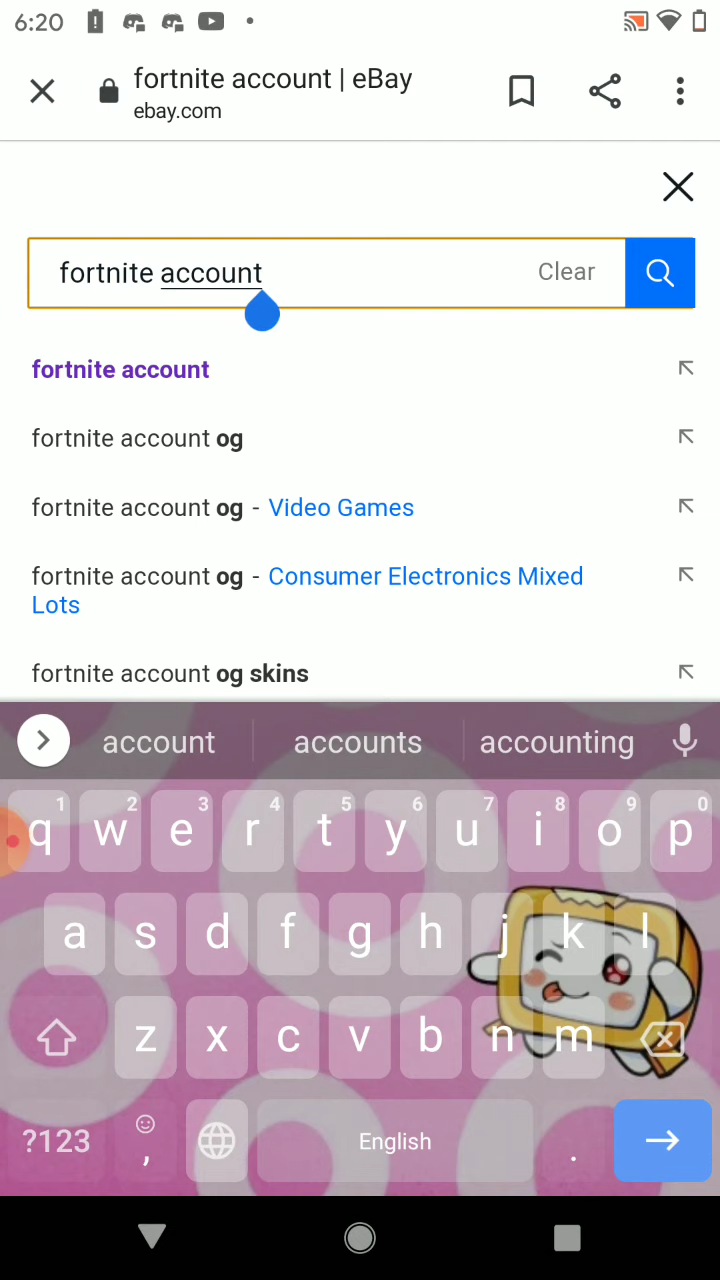 6:20
fortnite account | eBay
ebay.com
fortnite account Clear
fortnite account
fortnite account og
fortnite account og - Video Games
fortnite account og - Consumer Electronics Mixed
Lots
fortnite account og skins
account accounts accounting
1 2 3 4 5 6 7 8 9 0
q w e r t y u i o p
a s d f g h j k l
z x c v b n m
?123 , English .